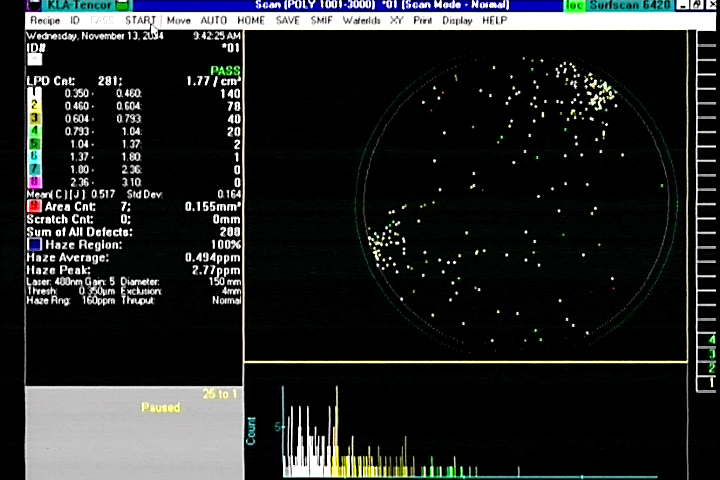 KLA-Tencor
Scan (POLY 1001-3000) *01 (Scan Mode - Normal)
loc
Surfscan 6420
Recipe ID START Move AUTO HOME SAVE SMIF WaferIds XY Print Display HELP
Wednesday, November 13, 9:42:25 AM
ID# *01
PASS
LPD Cnt: 281; 1.77 / cm²
1 0.350 - 0.460: 140
2 0.460 - 0.604: 78
3 0.604 - 0.793: 40
4 0.793 - 1.04: 20
5 1.04 - 1.37: 2
6 1.37 - 1.80: 1
7 1.80 - 2.36: 0
8 2.36 - 3.10: 0
Mean( C ) [ J ]: 0.517 Std Dev: 0.164
9 Area Cnt: 7; 0.155mm²
Scratch Cnt: 0; 0mm
Sum of All Defects: 288
Haze Region: 100%
Haze Average: 0.494ppm
Haze Peak: 2.77ppm
Laser: 488nm Gain: 5 Diameter: 150 mm
Thresh: 0.350µm Exclusion: 4mm
Haze Rng: 160ppm Thruput: Normal
25 to 1
Paused
Count
5
4
3
2
1